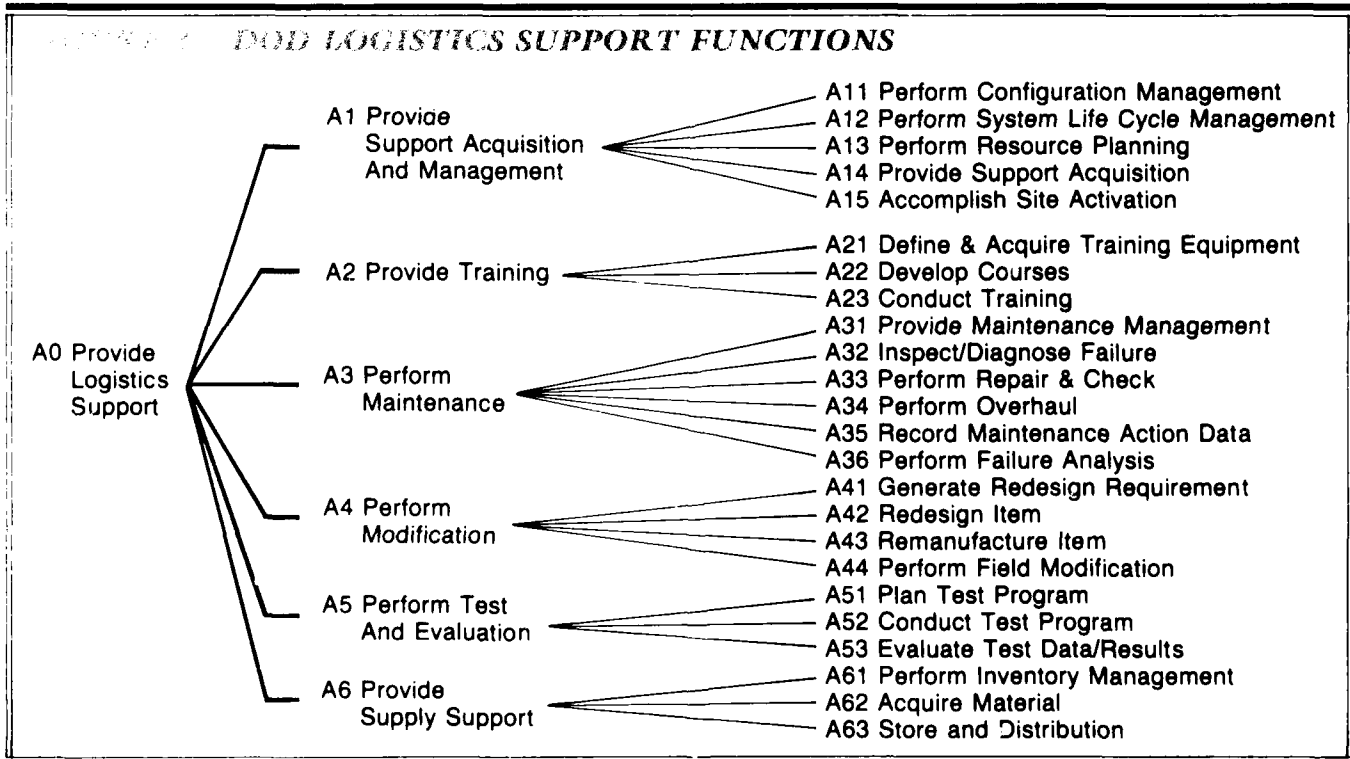 DOD LOGISTICS SUPPORT FUNCTIONS
A0 Provide
Logistics
Support
A1 Provide
Support Acquisition
And Management
A11 Perform Configuration Management
A12 Perform System Life Cycle Management
A13 Perform Resource Planning
A14 Provide Support Acquisition
A15 Accomplish Site Activation
A2 Provide Training
A21 Define & Acquire Training Equipment
A22 Develop Courses
A23 Conduct Training
A3 Perform
Maintenance
A31 Provide Maintenance Management
A32 Inspect/Diagnose Failure
A33 Perform Repair & Check
A34 Perform Overhaul
A35 Record Maintenance Action Data
A36 Perform Failure Analysis
A4 Perform
Modification
A41 Generate Redesign Requirement
A42 Redesign Item
A43 Remanufacture Item
A44 Perform Field Modification
A5 Perform Test
And Evaluation
A51 Plan Test Program
A52 Conduct Test Program
A53 Evaluate Test Data/Results
A6 Provide
Supply Support
A61 Perform Inventory Management
A62 Acquire Material
A63 Store and Distribution